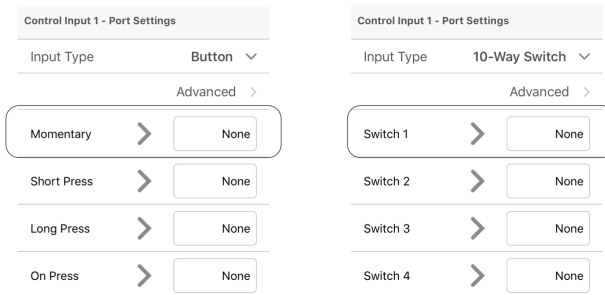 Control Input 1 - Port Settings
Input Type Button
Advanced
Momentary None
Short Press None
Long Press None
On Press None
Control Input 1 - Port Settings
Input Type 10-Way Switch
Advanced
Switch 1 None
Switch 2 None
Switch 3 None
Switch 4 None